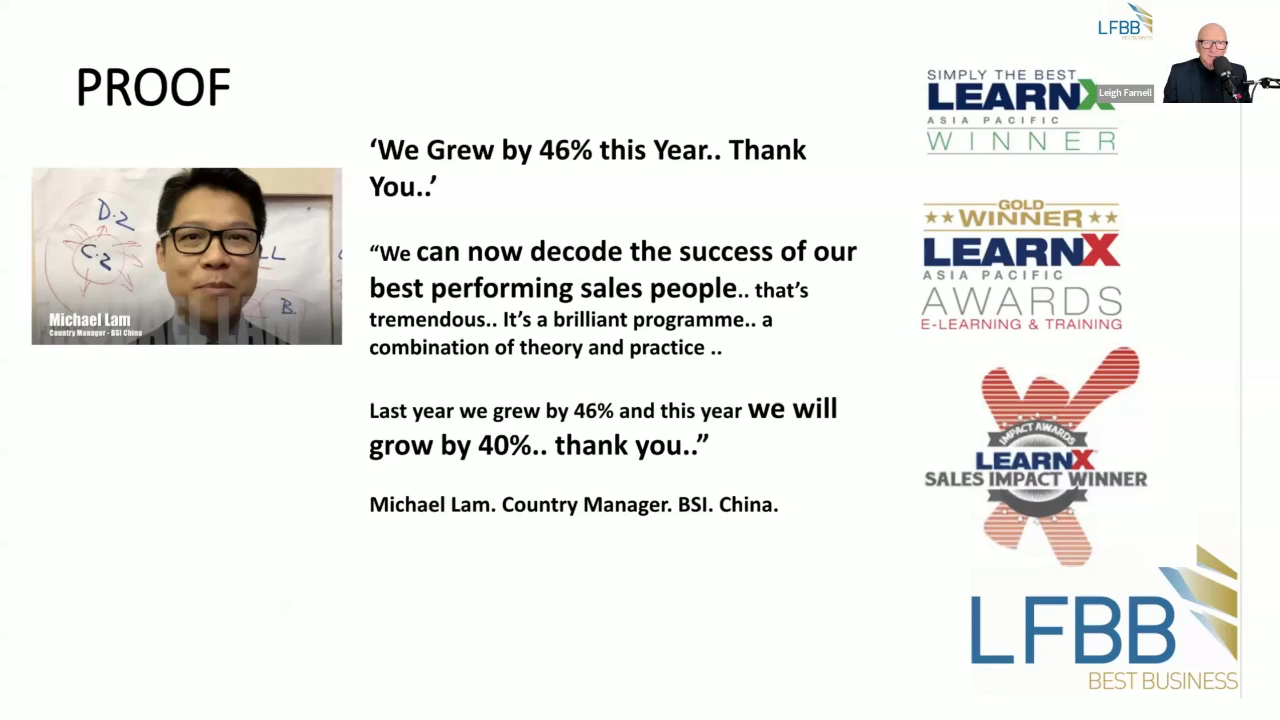 PROOF
‘We Grew by 46% this Year.. Thank
You..’
“We can now decode the success of our
best performing sales people.. that’s
tremendous.. It’s a brilliant programme.. a
combination of theory and practice ..
Last year we grew by 46% and this year we will
grow by 40%.. thank you..”
Michael Lam. Country Manager. BSI. China.
D.2
C.2
LL
B.
Michael Lam
Country Manager - BSI China
LFBB
BEST BUSINESS
Leigh Farnell
SIMPLY THE BEST
LEARNX
ASIA PACIFIC
WINNER
GOLD
WINNER
LEARNX
ASIA PACIFIC
AWARDS
E-LEARNING & TRAINING
IMPACT AWARDS
LEARNX
SALES IMPACT WINNER
LFBB
BEST BUSINESS